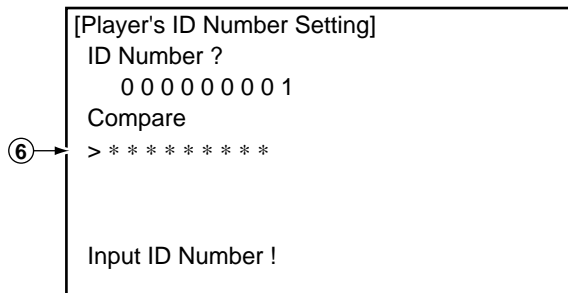 [Player's ID Number Setting]
ID Number ?
0 0 0 0 0 0 0 0 1
Compare
⑥ > * * * * * * * * *
Input ID Number !